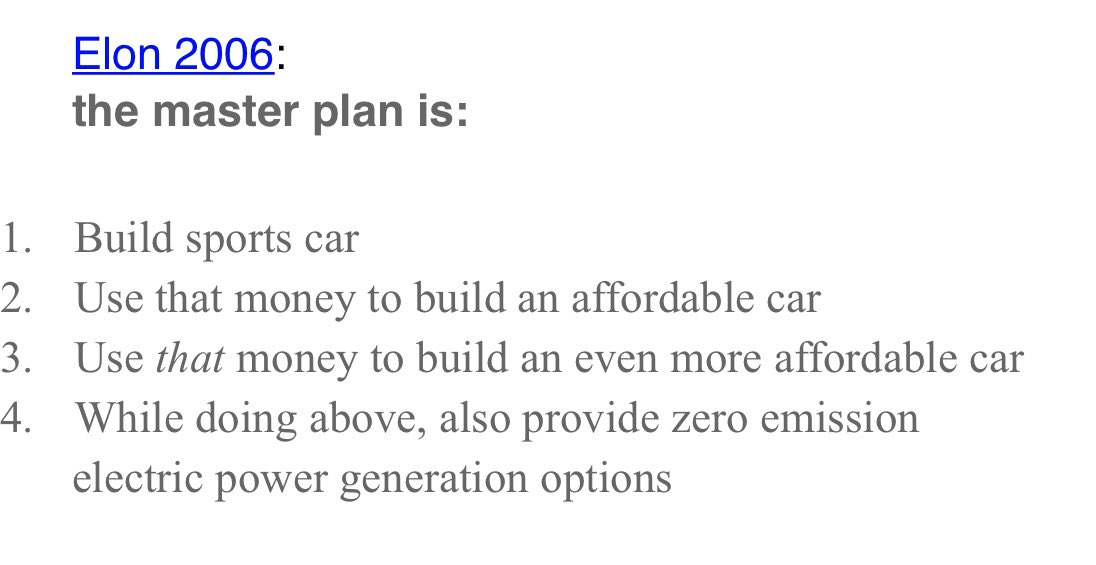 Elon 2006:
the master plan is:
1. Build sports car
2. Use that money to build an affordable car
3. Use that money to build an even more affordable car
4. While doing above, also provide zero emission
electric power generation options